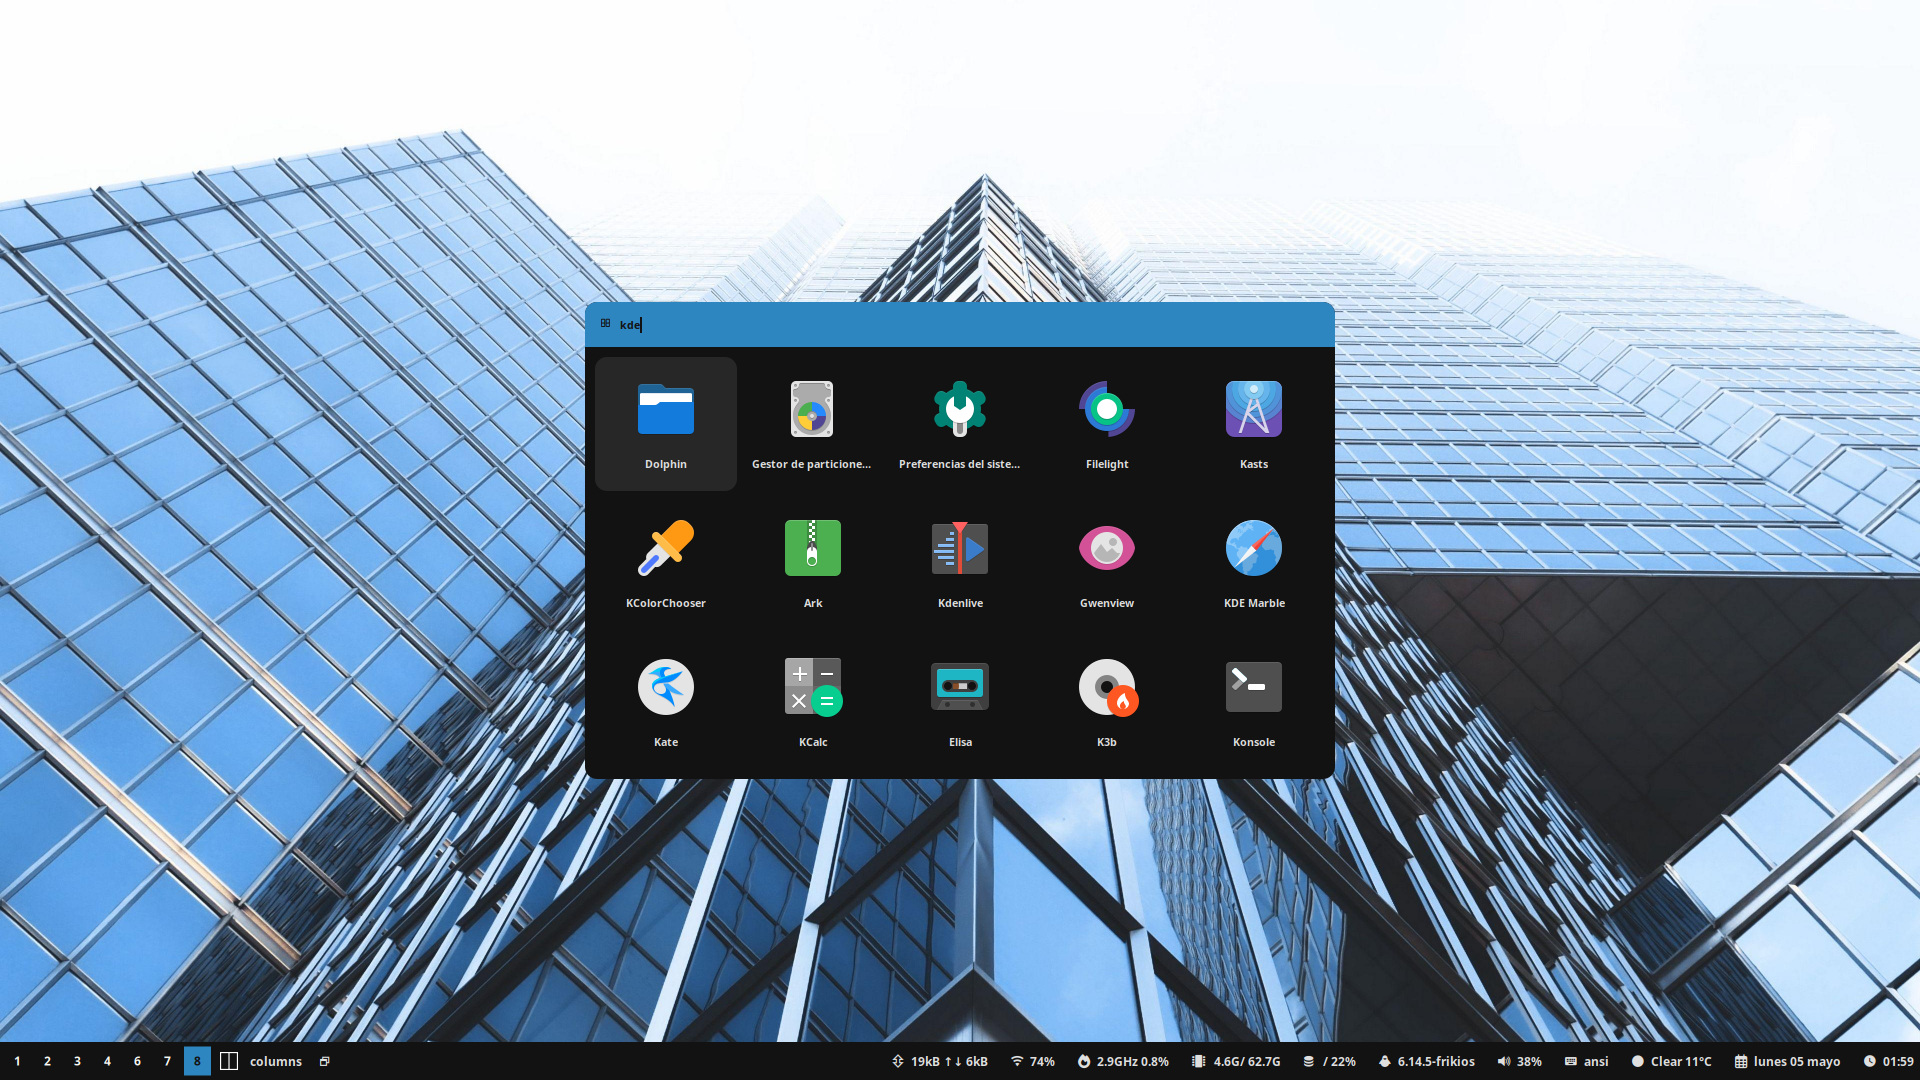 kde
Dolphin
Gestor de particione...
Preferencias del siste...
Filelight
Kasts
KColorChooser
Ark
Kdenlive
Gwenview
KDE Marble
Kate
KCalc
Elisa
K3b
Konsole
1 2 3 4 6 7 8 columns 19kB ↑↓ 6kB 74% 2.9GHz 0.8% 4.6G/ 62.7G / 22% 6.14.5-frikios 38% ansi Clear 11°C lunes 05 mayo 01:59